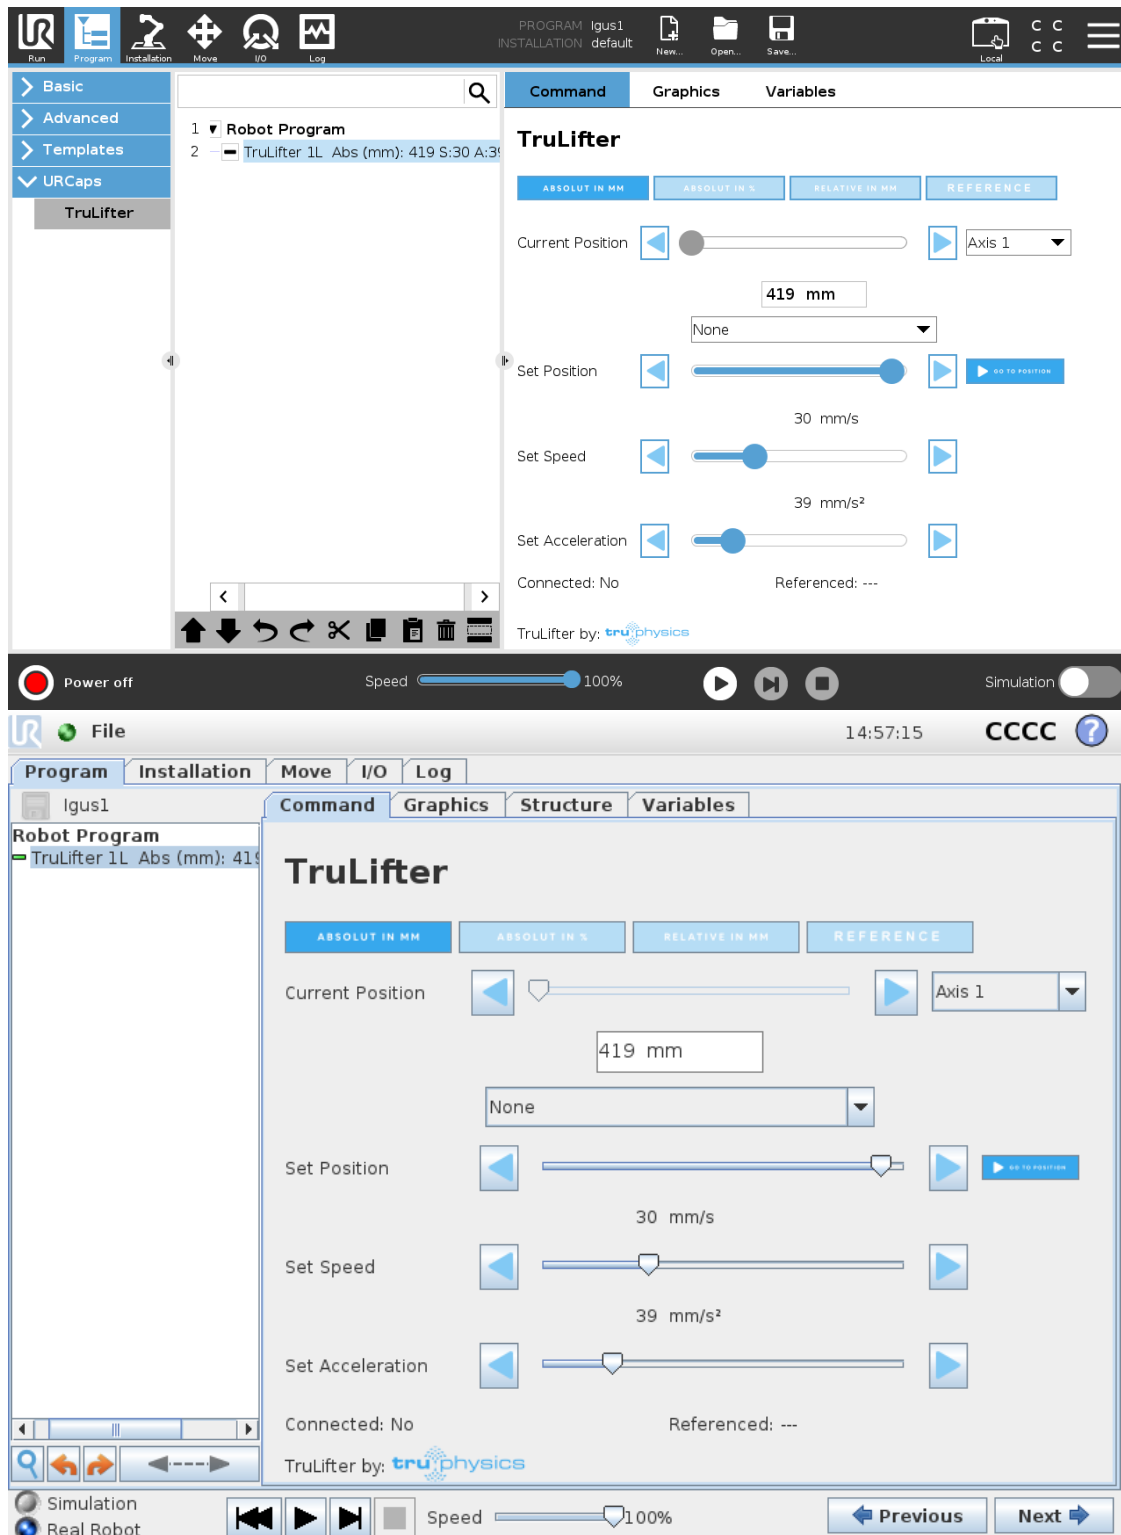 UR
Run
Program
Installation
Move
I/O
Log
PROGRAM Igus1
INSTALLATION default
New...
Open...
Save...
Local
C C
C C
Basic
Advanced
Templates
URCaps
TruLifter
1 Robot Program
2 TruLifter 1L Abs (mm): 419 S:30 A:39
Command Graphics Variables
TruLifter
ABSOLUT IN MM ABSOLUT IN % RELATIVE IN MM REFERENCE
Current Position Axis 1
419 mm
None
Set Position GO TO POSITION
30 mm/s
Set Speed
39 mm/s²
Set Acceleration
Connected: No Referenced: ---
TruLifter by: truphysics
Power off
Speed 100%
Simulation
UR File 14:57:15 CCCC ?
Program Installation Move I/O Log
Igus1
Robot Program
TruLifter 1L Abs (mm): 419
Command Graphics Structure Variables
TruLifter
ABSOLUT IN MM ABSOLUT IN % RELATIVE IN MM REFERENCE
Current Position Axis 1
419 mm
None
Set Position GO TO POSITION
30 mm/s
Set Speed
39 mm/s²
Set Acceleration
Connected: No Referenced: ---
TruLifter by: truphysics
Simulation
Real Robot
Speed 100%
Previous Next